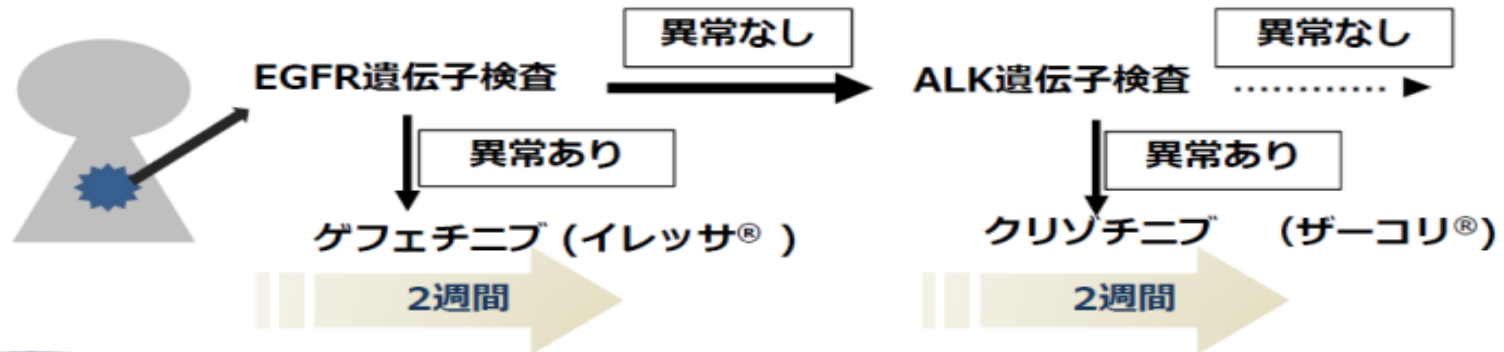 異常なし
異常なし
EGFR遺伝子検査
ALK遺伝子検査
異常あり
異常あり
ゲフェチニブ (イレッサ® )
クリゾチニブ (ザーコリ®)
2週間
2週間